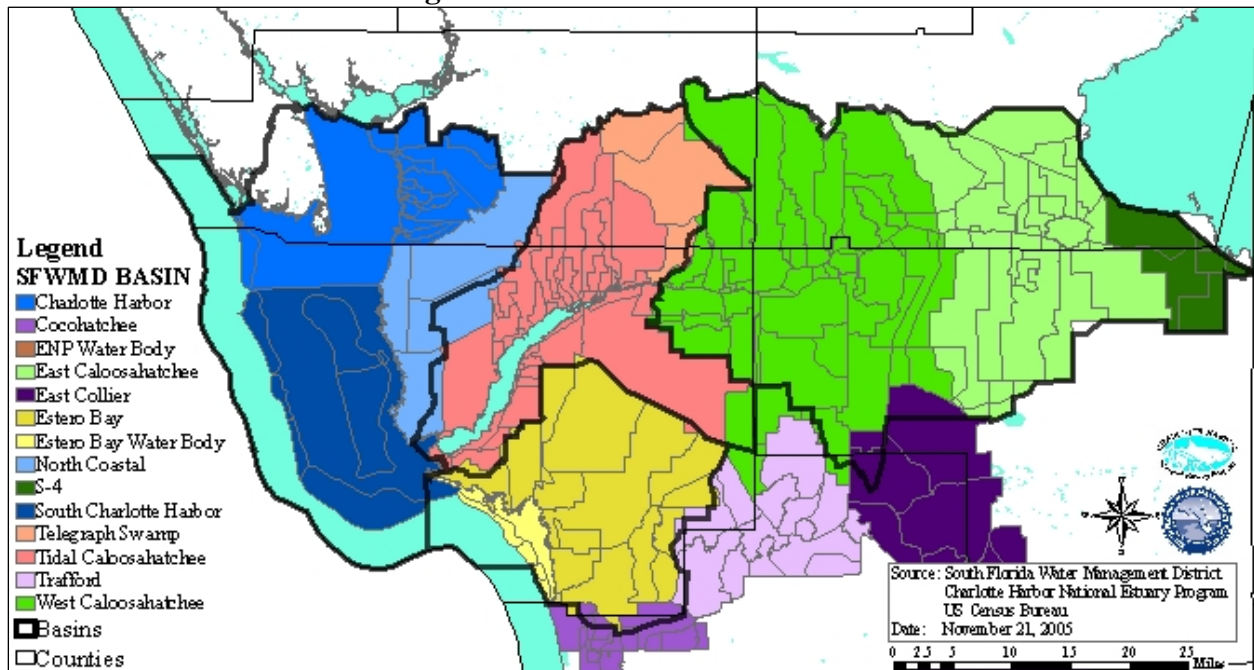 Legend
SFWMD BASIN
Charlotte Harbor
Cocohatchee
ENP Water Body
East Caloosahatchee
East Collier
Estero Bay
Estero Bay Water Body
North Coastal
S-4
South Charlotte Harbor
Telegraph Swamp
Tidal Caloosahatchee
Trafford
West Caloosahatchee
Basins
Counties
Source: South Florida Water Management District
Charlotte Harbor National Estuary Program
US Census Bureau
Date: November 21, 2005
0 2.5 5 10 15 20 25
Miles